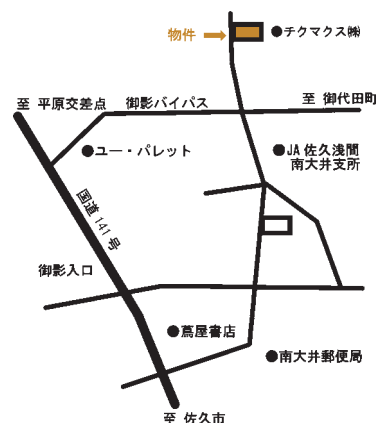 物件
●チクマクス㈱
至 平原交差点
御影バイパス
至 御代田町
●ユー・パレット
●JA佐久浅間
南大井支所
国道141号
御影入口
●蔦屋書店
●南大井郵便局
至 佐久市